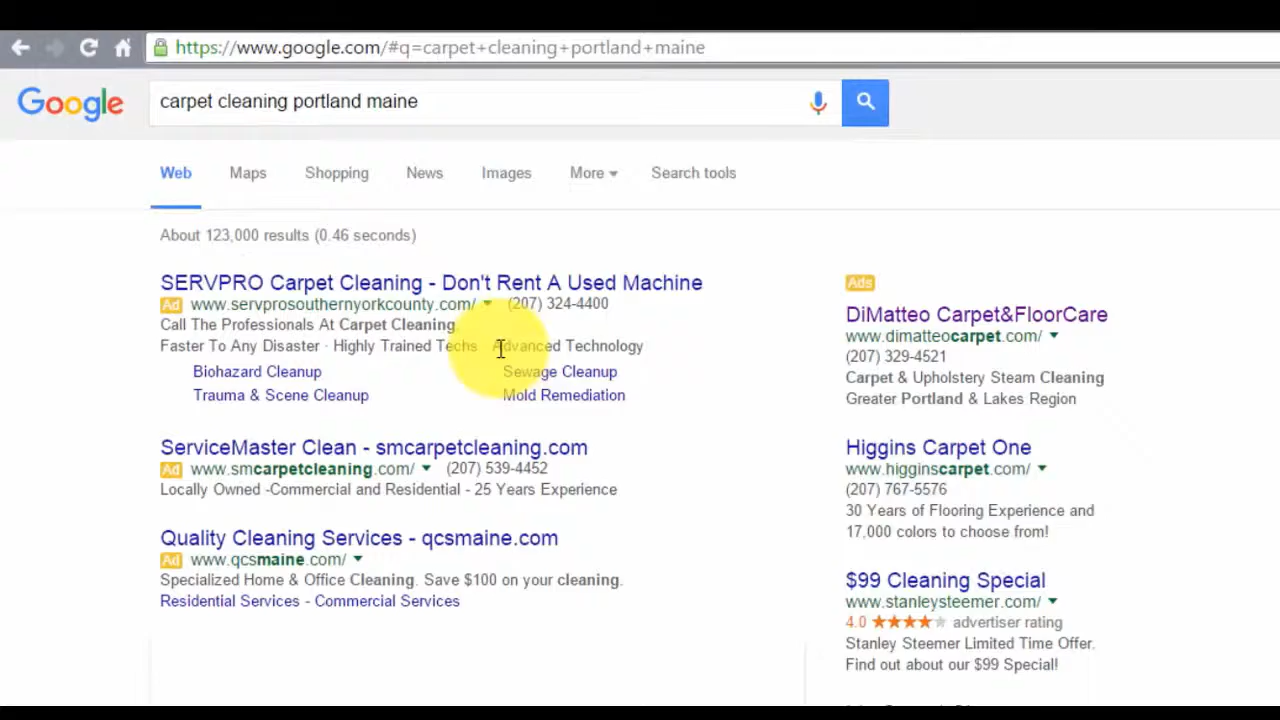 https://www.google.com/#q=carpet+cleaning+portland+maine
Google
carpet cleaning portland maine
Web Maps Shopping News Images More Search tools
About 123,000 results (0.46 seconds)
SERVPRO Carpet Cleaning - Don't Rent A Used Machine
Ad www.servprosouthernyorkcounty.com/ (207) 324-4400
Call The Professionals At Carpet Cleaning.
Faster To Any Disaster · Highly Trained Techs Advanced Technology
Biohazard Cleanup Sewage Cleanup
Trauma & Scene Cleanup Mold Remediation
ServiceMaster Clean - smcarpetcleaning.com
Ad www.smcarpetcleaning.com/ (207) 539-4452
Locally Owned -Commercial and Residential - 25 Years Experience
Quality Cleaning Services - qcsmaine.com
Ad www.qcsmaine.com/
Specialized Home & Office Cleaning. Save $100 on your cleaning.
Residential Services - Commercial Services
Ads
DiMatteo Carpet&FloorCare
www.dimatteocarpet.com/
(207) 329-4521
Carpet & Upholstery Steam Cleaning
Greater Portland & Lakes Region
Higgins Carpet One
www.higginscarpet.com/
(207) 767-5576
30 Years of Flooring Experience and
17,000 colors to choose from!
$99 Cleaning Special
www.stanleysteemer.com/
4.0 advertiser rating
Stanley Steemer Limited Time Offer.
Find out about our $99 Special!